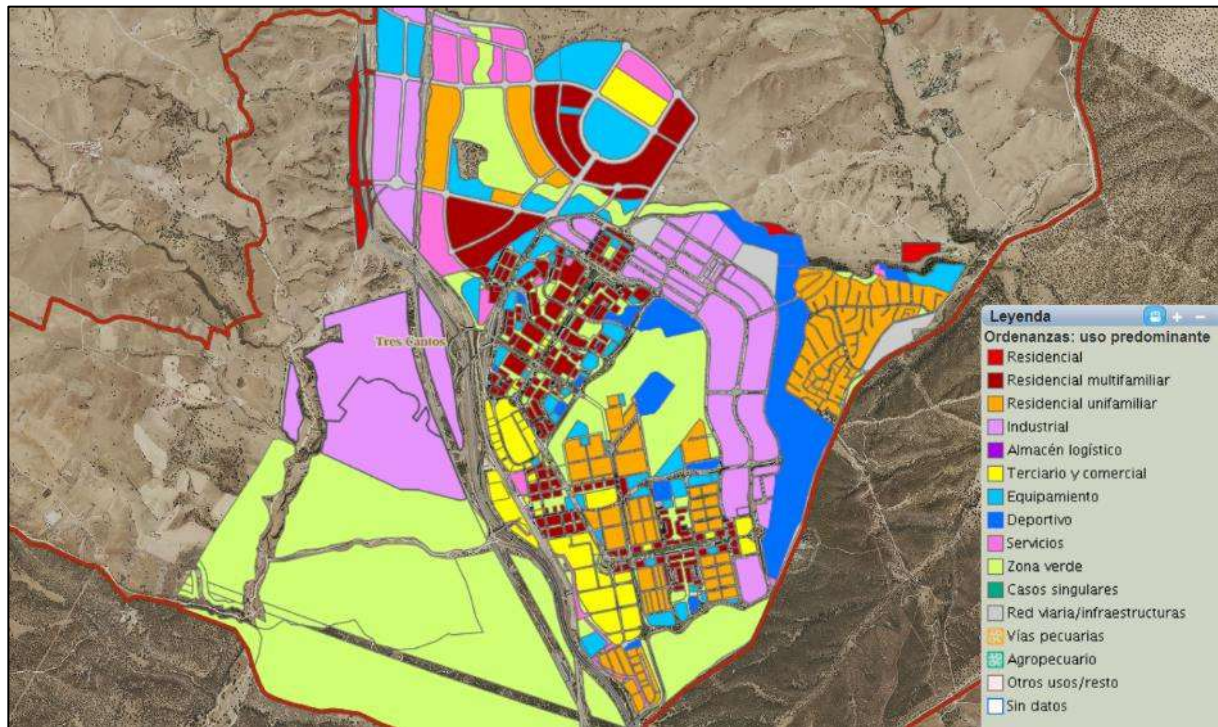 Tres Cantos
Leyenda
Ordenanzas: uso predominante
Residencial
Residencial multifamiliar
Residencial unifamiliar
Industrial
Almacén logístico
Terciario y comercial
Equipamiento
Deportivo
Servicios
Zona verde
Casos singulares
Red viaria/infraestructuras
Vías pecuarias
Agropecuario
Otros usos/resto
Sin datos